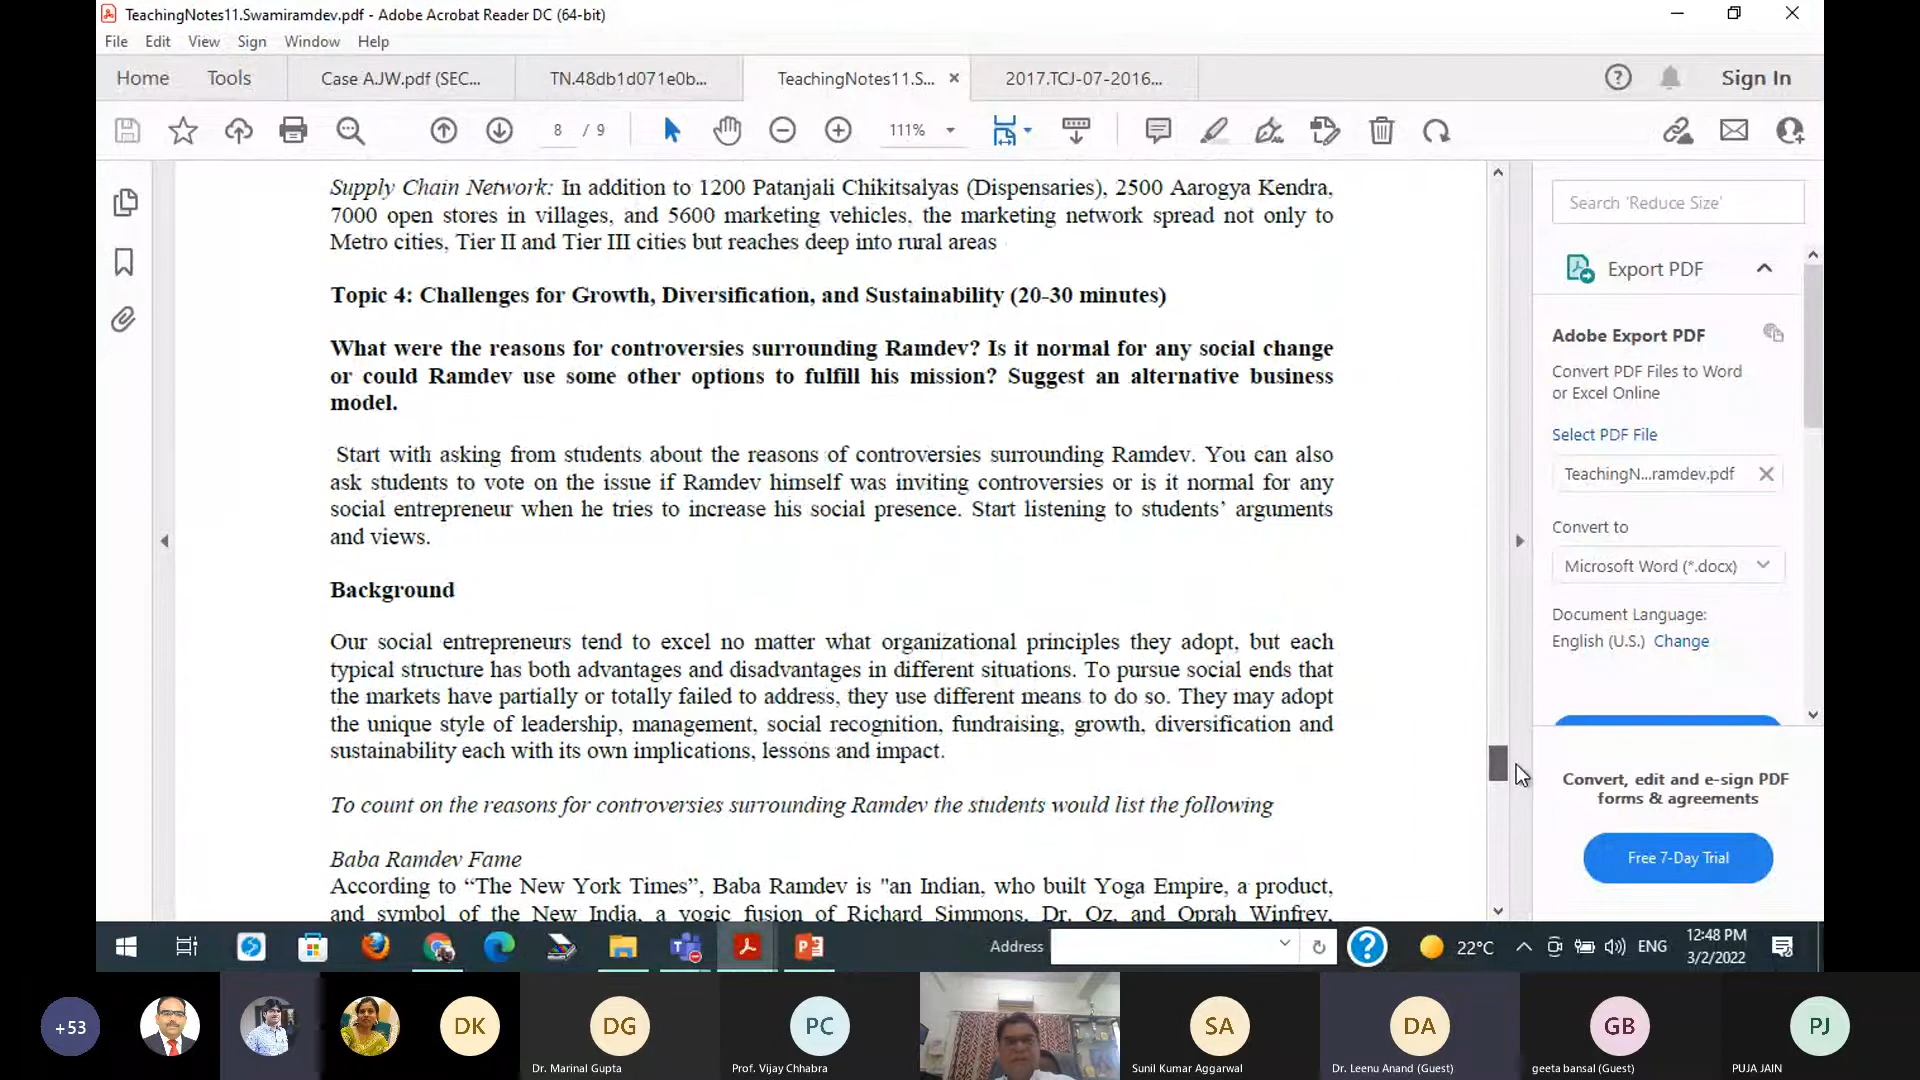 TeachingNotes11.Swamiramdev.pdf - Adobe Acrobat Reader DC (64-bit)
File Edit View Sign Window Help
Home Tools Case AJW.pdf (SEC... TN.48db1d071e0b... TeachingNotes11.S... 2017.TCJ-07-2016... Sign In
8 / 9 111%
Supply Chain Network: In addition to 1200 Patanjali Chikitsalyas (Dispensaries), 2500 Aarogya Kendra,
7000 open stores in villages, and 5600 marketing vehicles, the marketing network spread not only to
Metro cities, Tier II and Tier III cities but reaches deep into rural areas
Topic 4: Challenges for Growth, Diversification, and Sustainability (20-30 minutes)
What were the reasons for controversies surrounding Ramdev? Is it normal for any social change
or could Ramdev use some other options to fulfill his mission? Suggest an alternative business
model.
Start with asking from students about the reasons of controversies surrounding Ramdev. You can also
ask students to vote on the issue if Ramdev himself was inviting controversies or is it normal for any
social entrepreneur when he tries to increase his social presence. Start listening to students’ arguments
and views.
Background
Our social entrepreneurs tend to excel no matter what organizational principles they adopt, but each
typical structure has both advantages and disadvantages in different situations. To pursue social ends that
the markets have partially or totally failed to address, they use different means to do so. They may adopt
the unique style of leadership, management, social recognition, fundraising, growth, diversification and
sustainability each with its own implications, lessons and impact.
To count on the reasons for controversies surrounding Ramdev the students would list the following
Baba Ramdev Fame
According to “The New York Times”, Baba Ramdev is "an Indian, who built Yoga Empire, a product,
and symbol of the New India, a yogic fusion of Richard Simmons, Dr. Oz, and Oprah Winfrey,
Search 'Reduce Size'
Export PDF
Adobe Export PDF
Convert PDF Files to Word
or Excel Online
Select PDF File
TeachingN...ramdev.pdf
Convert to
Microsoft Word (*.docx)
Document Language:
English (U.S.) Change
Convert, edit and e-sign PDF
forms & agreements
Free 7-Day Trial
Address
22°C
ENG
12:48 PM
3/2/2022
+53
DK
DG
PC
SA
DA
GB
PJ
Dr. Marinal Gupta
Prof. Vijay Chhabra
Sunil Kumar Aggarwal
Dr. Leenu Anand (Guest)
geeta bansal (Guest)
PUJA JAIN